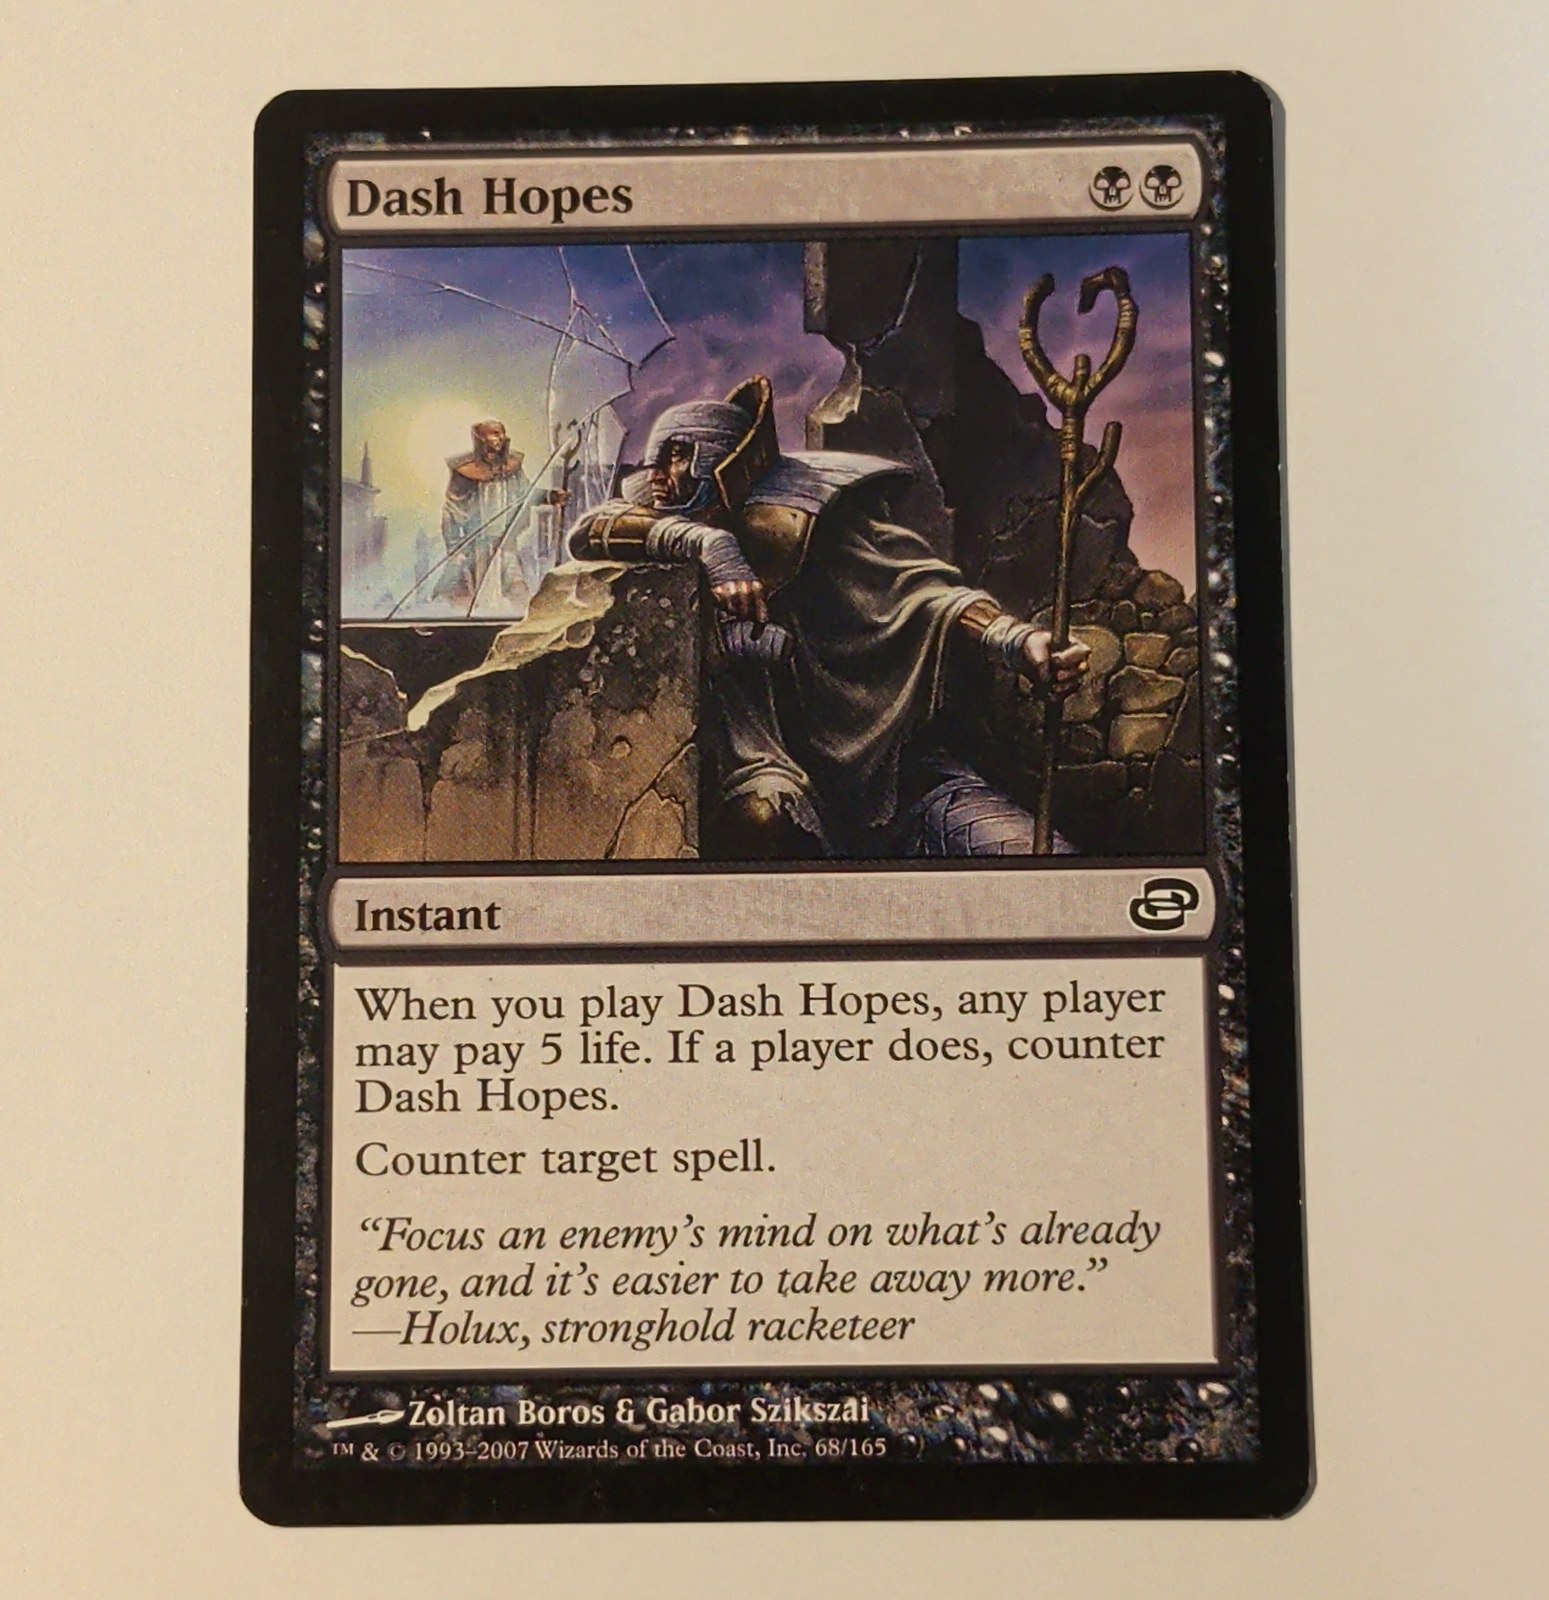 Dash Hopes
Instant
When you play Dash Hopes, any player
may pay 5 life. If a player does, counter
Dash Hopes.
Counter target spell.
“Focus an enemy’s mind on what’s already
gone, and it’s easier to take away more.”
—Holux, stronghold racketeer
Zoltan Boros & Gabor Szikszai
™ & © 1993–2007 Wizards of the Coast, Inc. 68/165